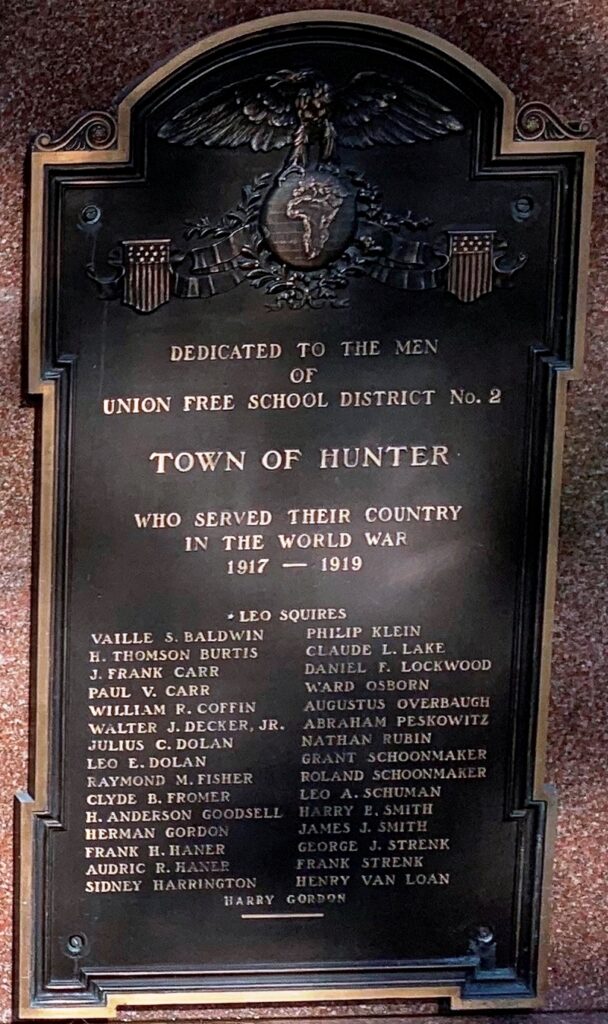 DEDICATED TO THE MEN
OF
UNION FREE SCHOOL DISTRICT No. 2
TOWN OF HUNTER
WHO SERVED THEIR COUNTRY
IN THE WORLD WAR
1917 — 1919
* LEO SQUIRES
VAILLE S. BALDWIN PHILIP KLEIN
H. THOMSON BURTIS CLAUDE L. LAKE
J. FRANK CARR DANIEL F. LOCKWOOD
PAUL V. CARR WARD OSBORN
WILLIAM R. COFFIN AUGUSTUS OVERBAUGH
WALTER J. DECKER, JR. ABRAHAM PESKOWITZ
JULIUS C. DOLAN NATHAN RUBIN
LEO E. DOLAN GRANT SCHOONMAKER
RAYMOND M. FISHER ROLAND SCHOONMAKER
CLYDE B. FROMER LEO A. SCHUMAN
H. ANDERSON GOODSELL HARRY E. SMITH
HERMAN GORDON JAMES J. SMITH
FRANK H. HANER GEORGE J. STRENK
AUDRIC R. HANER FRANK STRENK
SIDNEY HARRINGTON HENRY VAN LOAN
HARRY GORDON